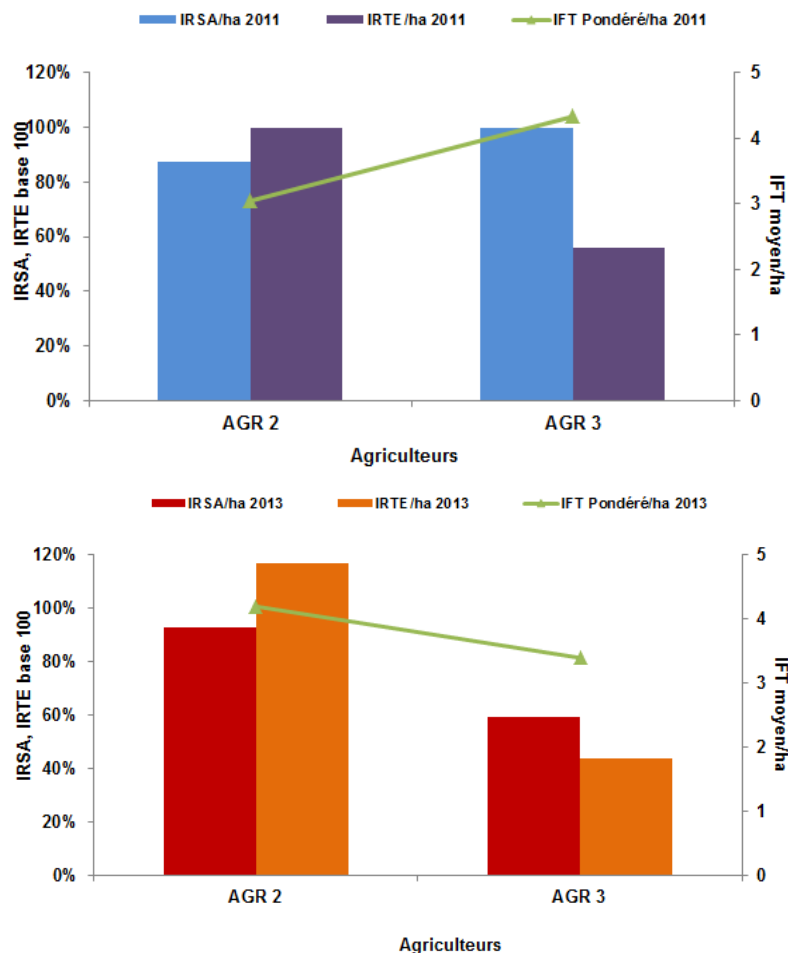 IRSA/ha 2011 IRTE/ha 2011 IFT Pondéré/ha 2011
IRSA, IRTE base 100
120%
100%
80%
60%
40%
20%
0%
5
4
3
2
1
0
IFT moyen/ha
AGR 2 AGR 3
Agriculteurs
IRSA/ha 2013 IRTE/ha 2013 IFT Pondéré/ha 2013
IRSA, IRTE base 100
120%
100%
80%
60%
40%
20%
0%
5
4
3
2
1
0
IFT moyen/ha
AGR 2 AGR 3
Agriculteurs